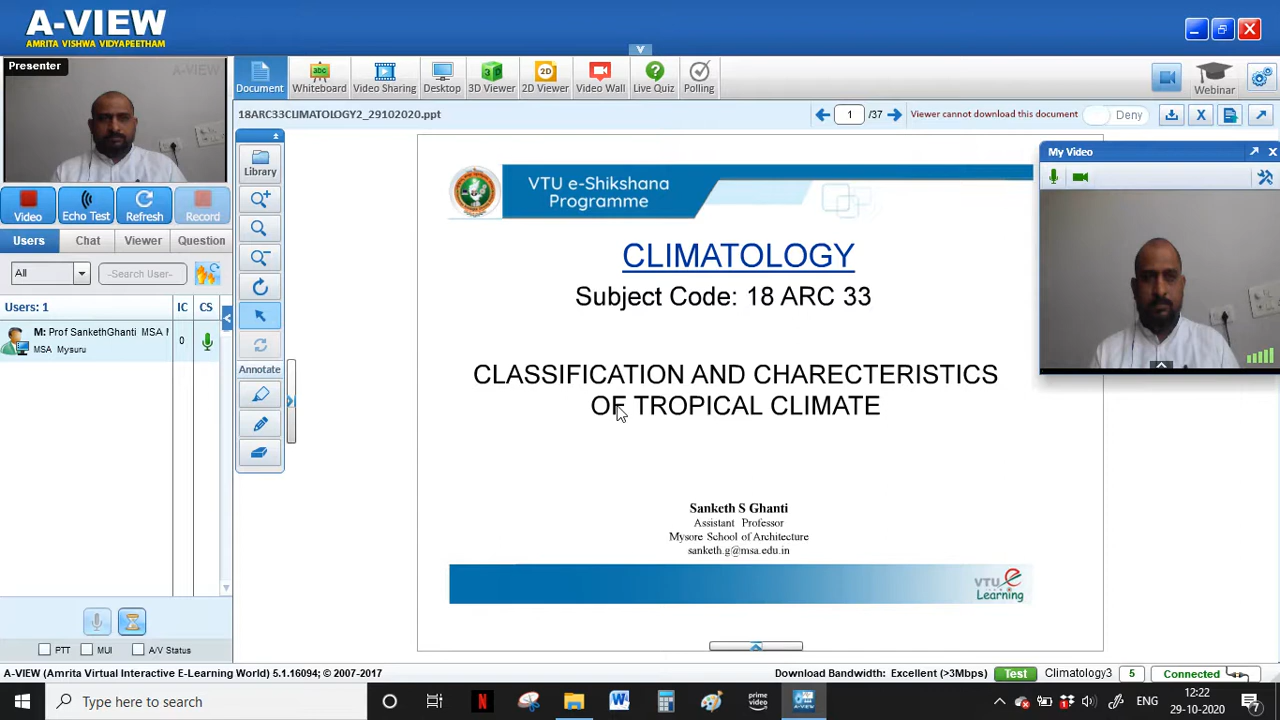 A-VIEW
AMRITA VISHWA VIDYAPEETHAM
Presenter
A-VIEW
Document
Whiteboard
Video Sharing
Desktop
3D Viewer
2D Viewer
Video Wall
Live Quiz
Polling
Webinar
18ARC33CLIMATOLOGY2_29102020.ppt
1 /37
Viewer cannot download this document
Deny
Library
Annotate
My Video
Video
Echo Test
Refresh
Record
Users
Chat
Viewer
Question
All
-Search User-
Users: 1
IC
CS
M: Prof SankethGhanti MSA
MSA Mysuru
0
VTU e-Shikshana
Programme
CLIMATOLOGY
Subject Code: 18 ARC 33
CLASSIFICATION AND CHARECTERISTICS
OF TROPICAL CLIMATE
Sanketh S Ghanti
Assistant Professor
Mysore School of Architecture
sanketh.g@msa.edu.in
VTU e
Learning
PTT
MUI
A/V Status
A-VIEW (Amrita Virtual Interactive E-Learning World) 5.1.16094; © 2007-2017
Download Bandwidth: Excellent (>3Mbps)
Test
Climatology3
5
Connected
Type here to search
prime
video
ENG
12:22
29-10-2020
7